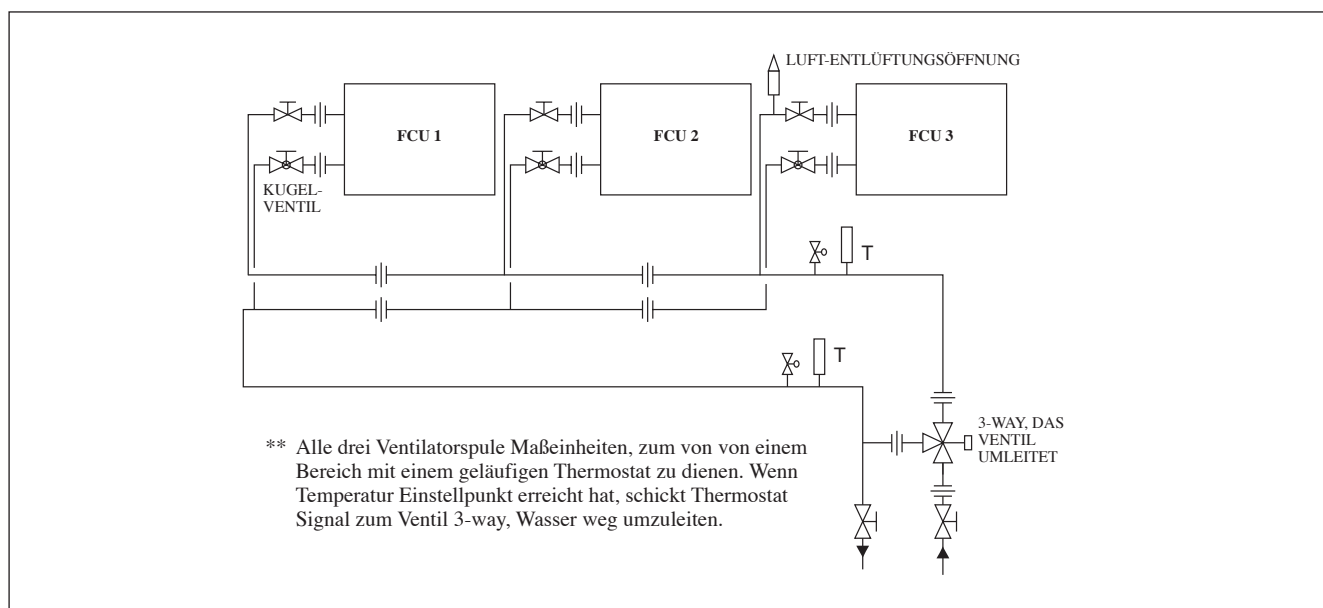 LUFT-ENTLÜFTUNGSÖFFNUNG
FCU 1
FCU 2
FCU 3
KUGEL-
VENTIL
T
T
3-WAY, DAS
VENTIL
UMLEITET
** Alle drei Ventilatorspule Maßeinheiten, zum von von einem
Bereich mit einem geläufigen Thermostat zu dienen. Wenn
Temperatur Einstellpunkt erreicht hat, schickt Thermostat
Signal zum Ventil 3-way, Wasser weg umzuleiten.